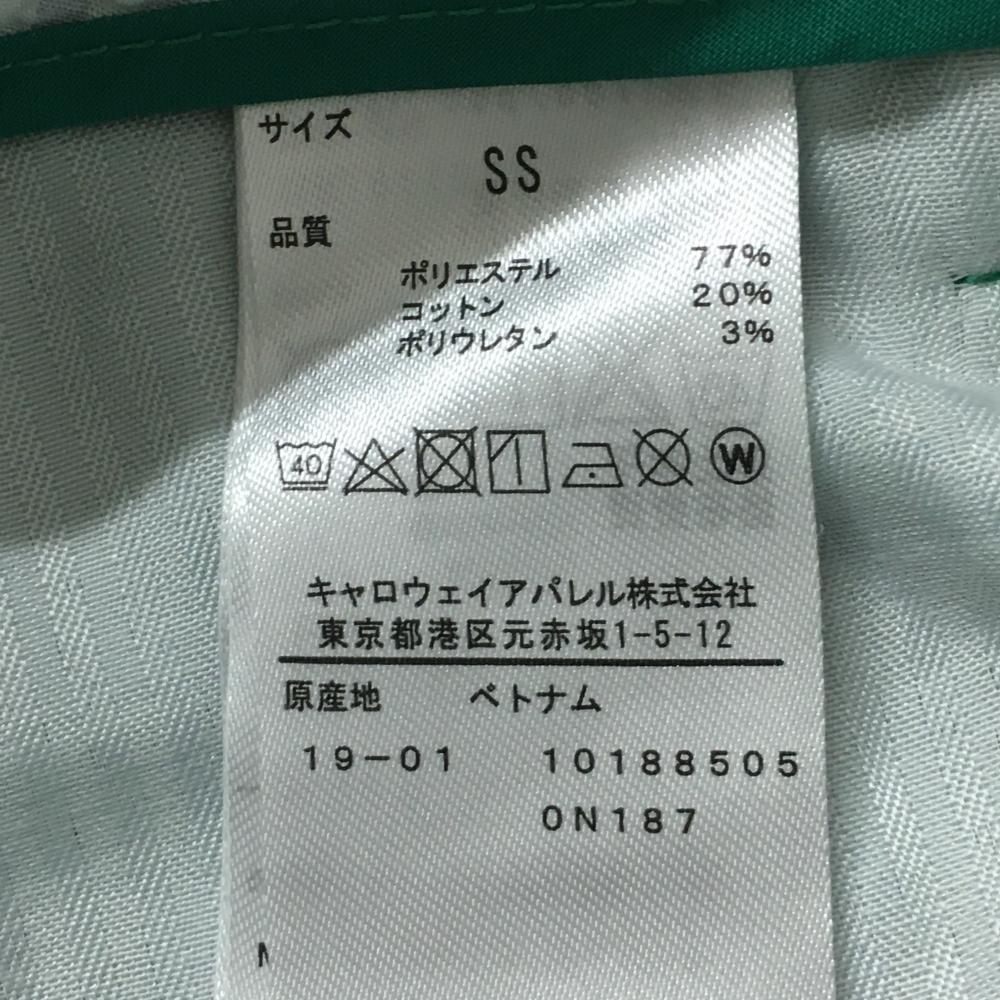 サイズ
SS
品質
ポリエステル 77%
コットン 20%
ポリウレタン 3%
40 W
キャロウェイアパレル株式会社
東京都港区元赤坂1-5-12
原産地 ベトナム
19-01 10188505
0N187